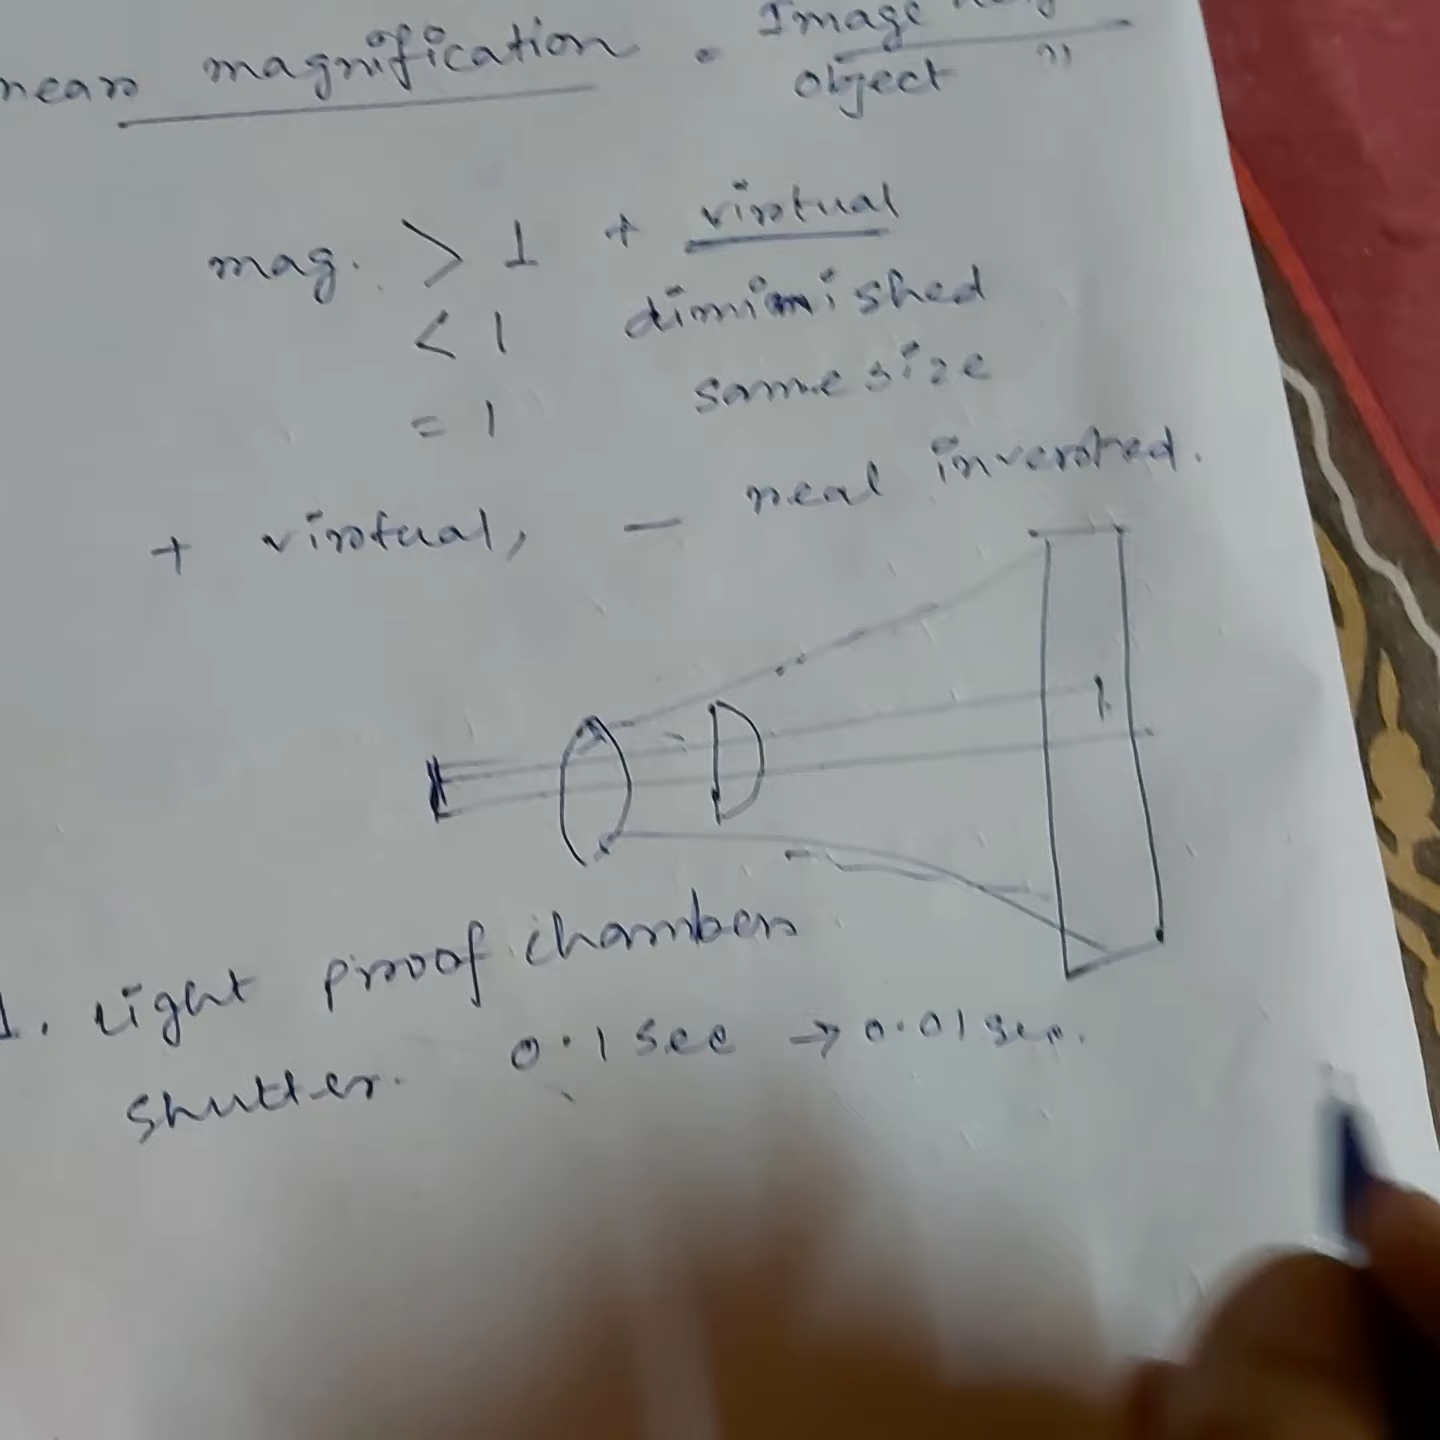 magnification = Image
object "
mag. > 1 + virtual
< 1 diminished
= 1 same size
+ virtual, - real inverted.
1. Light proof chamber
shutter. 0.1 sec → 0.01 sec.